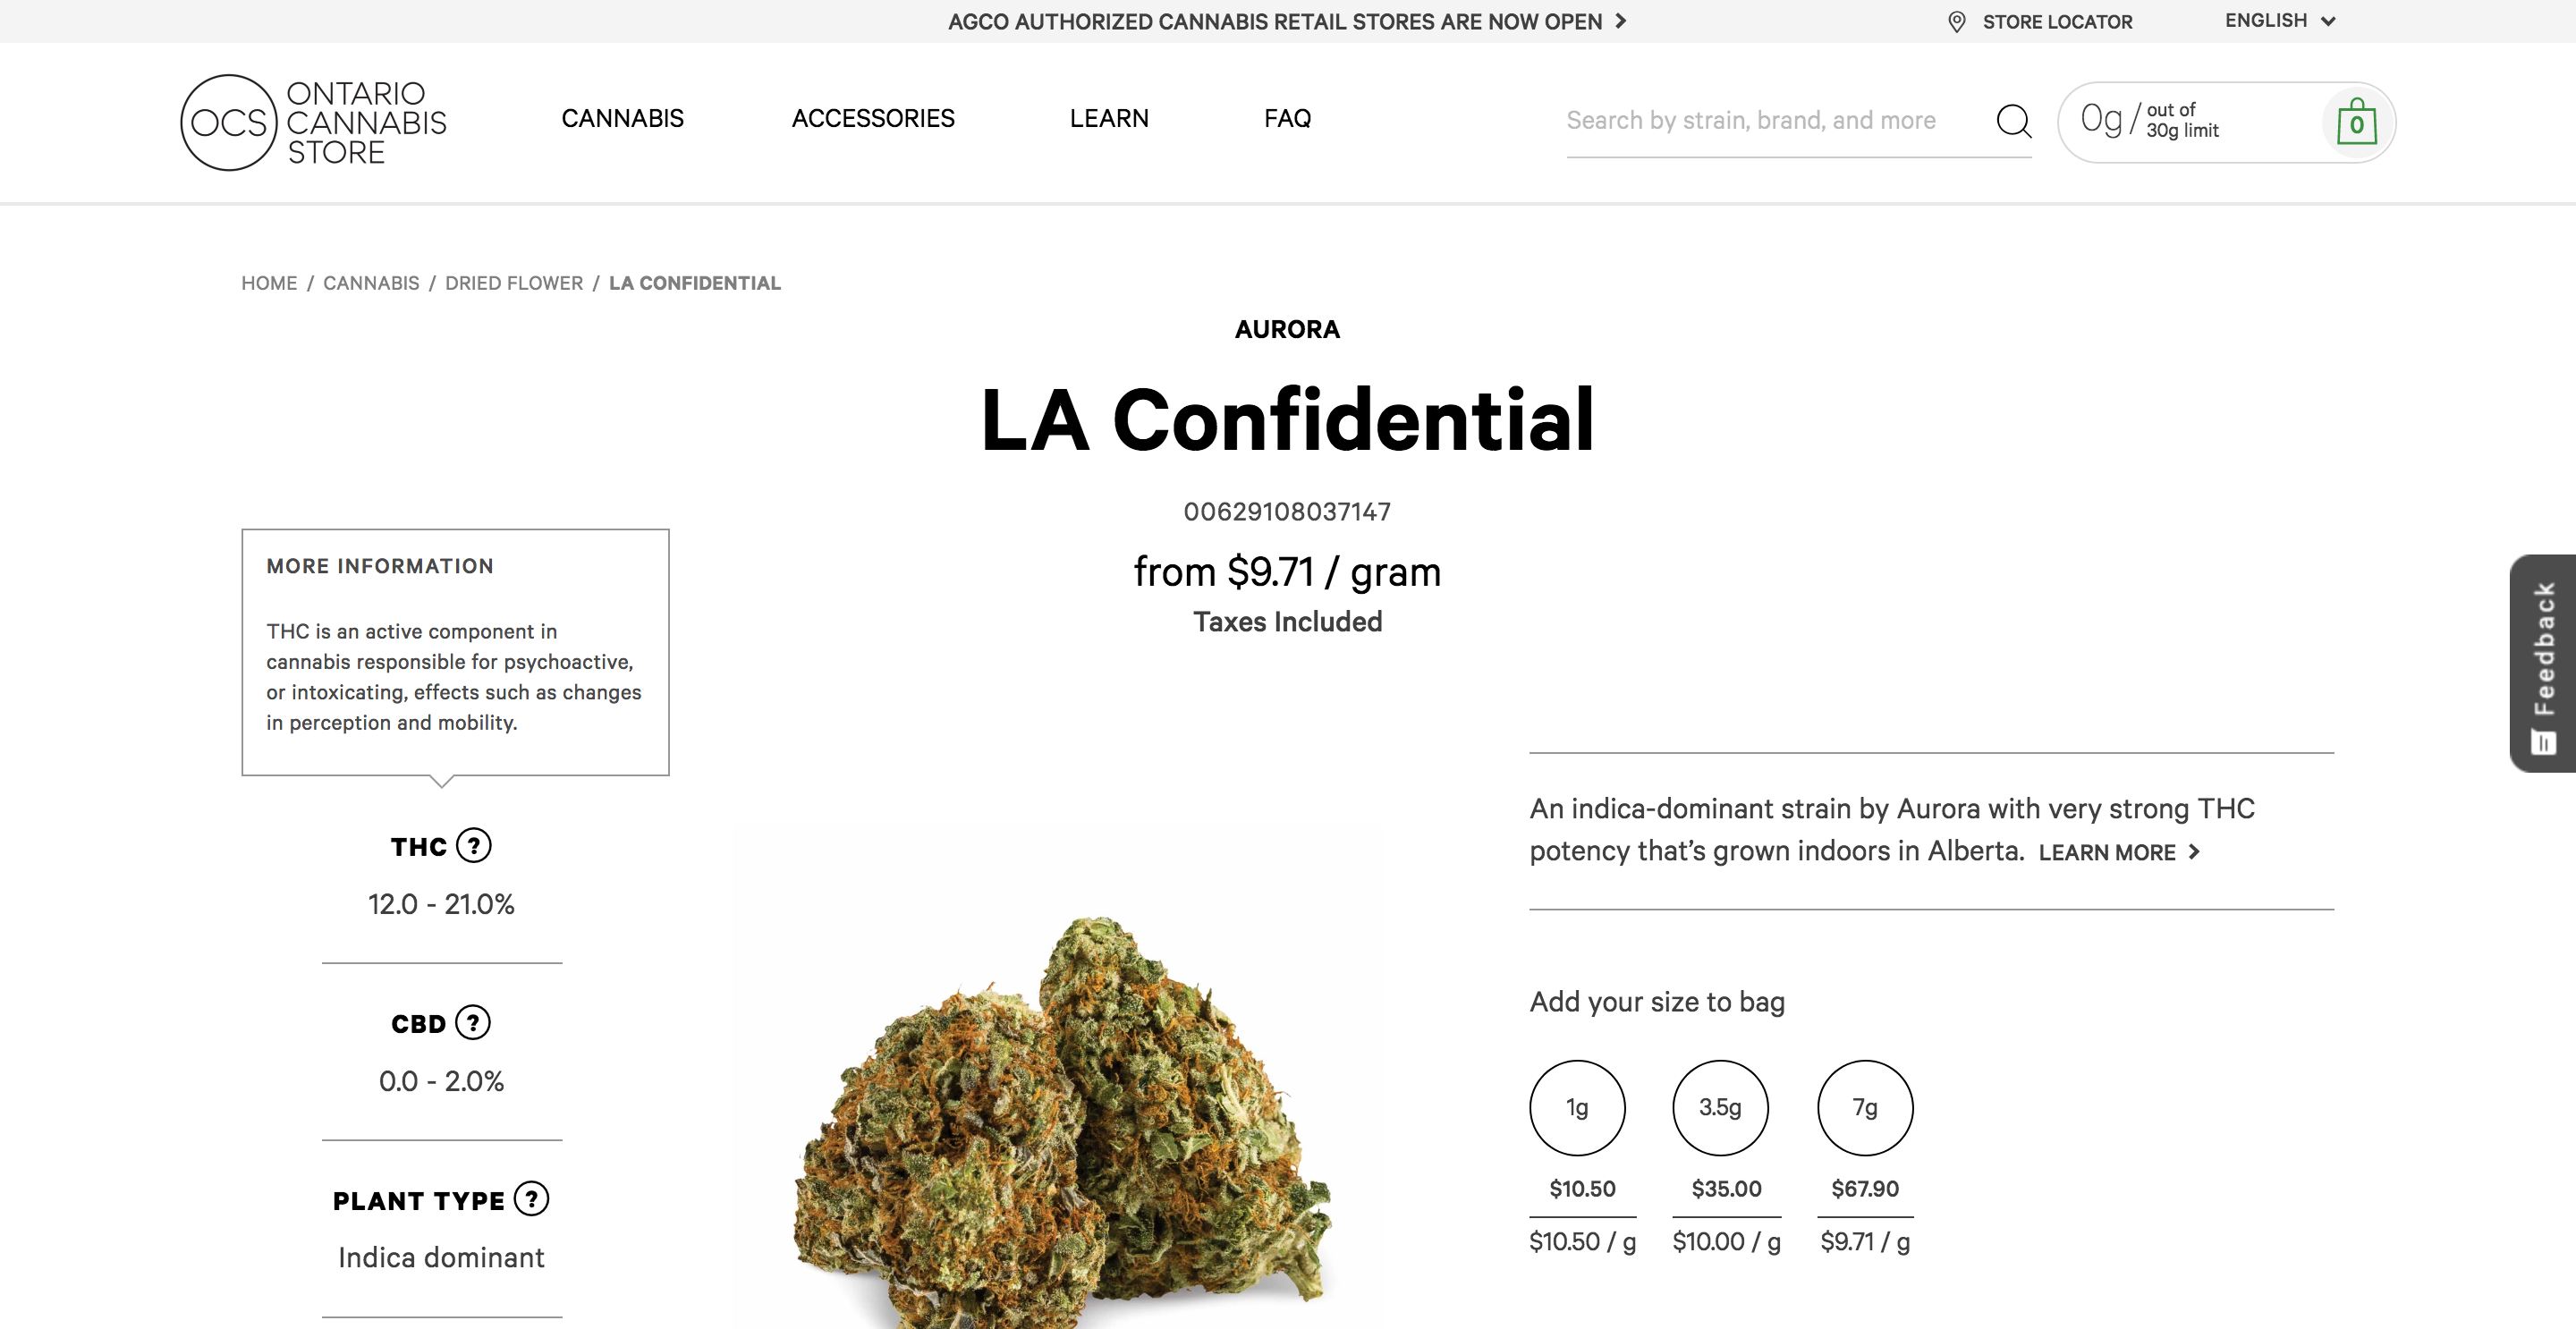 AGCO AUTHORIZED CANNABIS RETAIL STORES ARE NOW OPEN
STORE LOCATOR
ENGLISH
OCS
ONTARIO
CANNABIS
STORE
CANNABIS
ACCESSORIES
LEARN
FAQ
Search by strain, brand, and more
0g / out of
30g limit
0
HOME / CANNABIS / DRIED FLOWER / LA CONFIDENTIAL
AURORA
LA Confidential
00629108037147
from $9.71 / gram
Taxes Included
MORE INFORMATION
THC is an active component in
cannabis responsible for psychoactive,
or intoxicating, effects such as changes
in perception and mobility.
THC ?
12.0 - 21.0%
CBD ?
0.0 - 2.0%
PLANT TYPE ?
Indica dominant
An indica-dominant strain by Aurora with very strong THC
potency that’s grown indoors in Alberta. LEARN MORE
Add your size to bag
1g
3.5g
7g
$10.50
$35.00
$67.90
$10.50 / g
$10.00 / g
$9.71 / g
Feedback